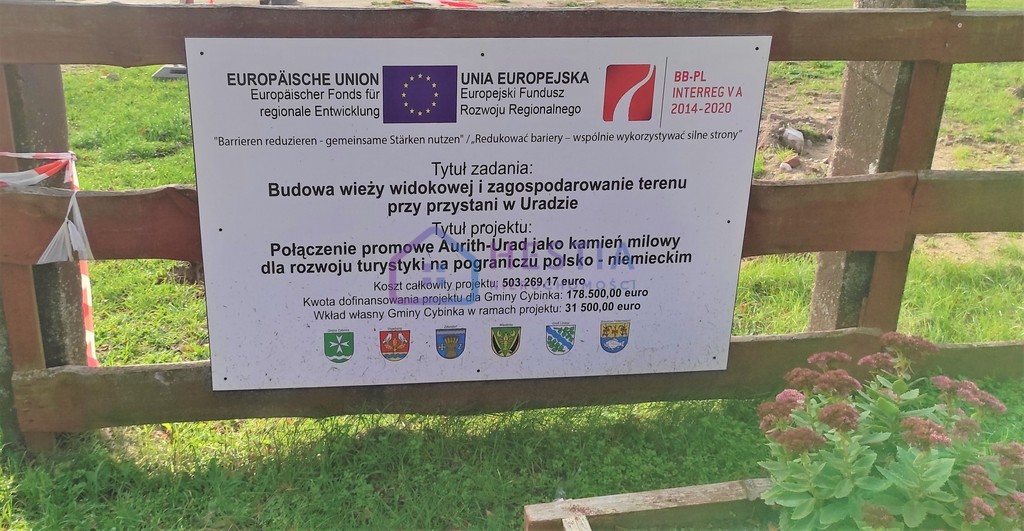 EUROPÄISCHE UNION
Europäischer Fonds für
regionale Entwicklung
UNIA EUROPEJSKA
Europejski Fundusz
Rozwoju Regionalnego
BB-PL
INTERREG V A
2014-2020
"Barrieren reduzieren - gemeinsame Stärken nutzen" / „Redukować bariery – wspólnie wykorzystywać silne strony"
Tytuł zadania:
Budowa wieży widokowej i zagospodarowanie terenu
przy przystani w Uradzie
Tytuł projektu:
Połączenie promowe Aurith-Urad jako kamień milowy
dla rozwoju turystyki na pograniczu polsko - niemieckim
Koszt całkowity projektu: 503.269,17 euro
Kwota dofinansowania projektu dla Gminy Cybinka: 178.500,00 euro
Wkład własny Gminy Cybinka w ramach projektu: 31 500,00 euro
HESTIA
NIERUCHOMOŚCI